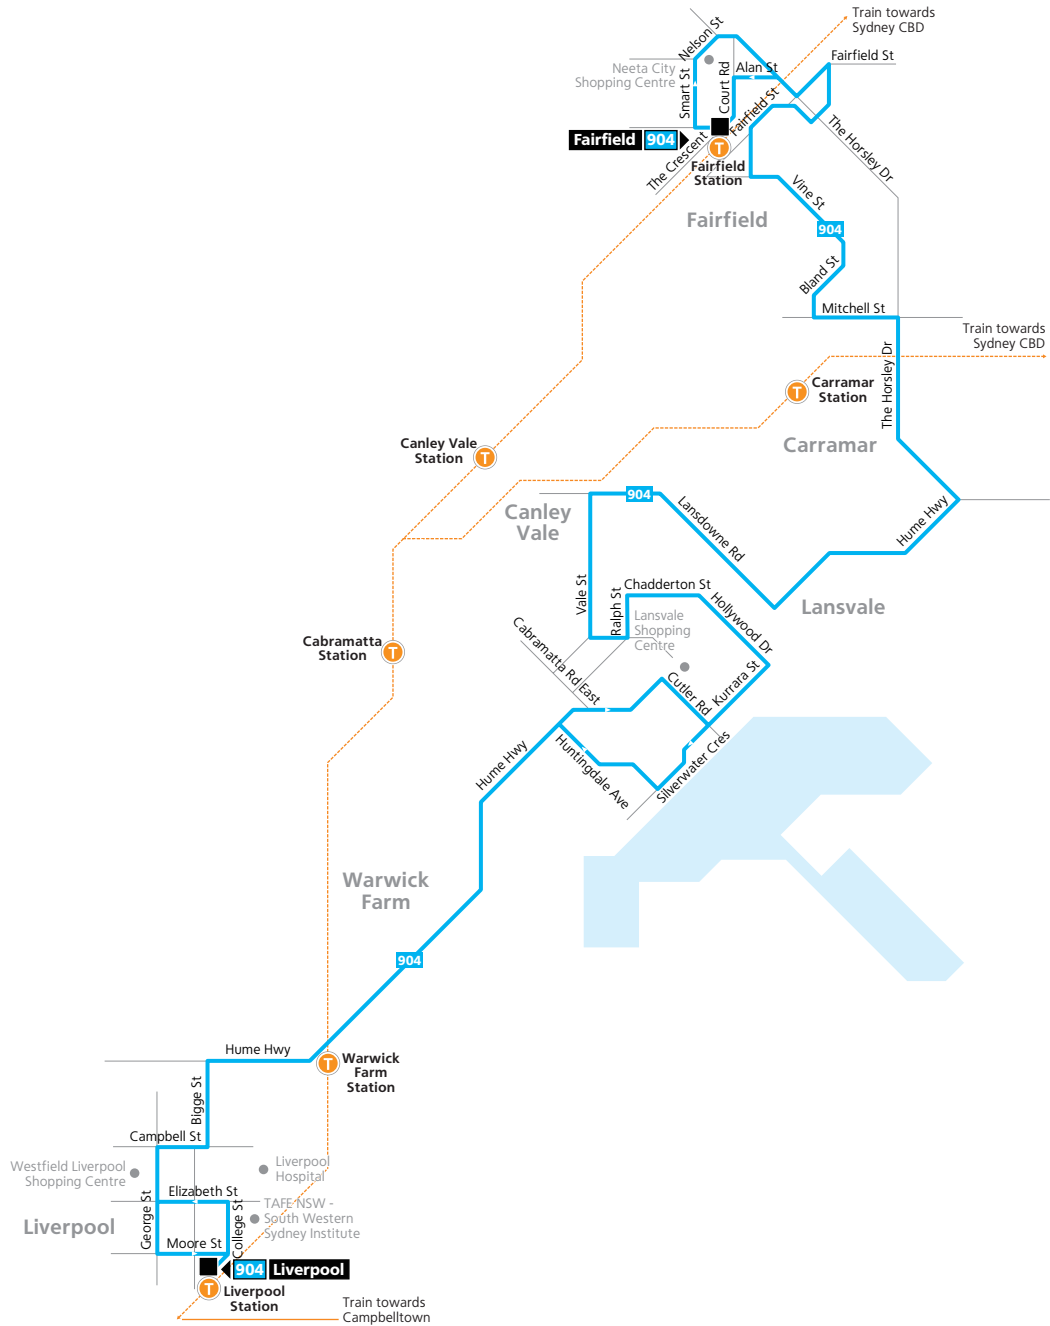 Train towards
Sydney CBD
Nelson St
Fairfield St
Neeta City
Shopping Centre
Smart St
Court Rd
Alan St
Fairfield St
The Horsley Dr
Fairfield 904
The Crescent
T
Fairfield
Station
Vine St
Fairfield
904
Bland St
Mitchell St
Train towards
Sydney CBD
The Horsley Dr
T
Carramar
Station
Carramar
Canley Vale
Station
T
904
Canley
Vale
Lansdowne Rd
Hume Hwy
Vale St
Ralph St
Chadderton St
Hollywood Dr
Lansvale
Lansvale
Shopping
Centre
Cabramatta
Station
T
Cabramatta Rd East
Cutler Rd
Kurrara St
Hume Hwy
Huntingdale Ave
Silverwater Cres
Warwick
Farm
904
Hume Hwy
T
Warwick
Farm
Station
Bigge St
Campbell St
Westfield Liverpool
Shopping Centre
Liverpool
Hospital
Elizabeth St
George St
College St
TAFE NSW -
South Western
Sydney Institute
Liverpool
Moore St
904 Liverpool
T
Liverpool
Station
Train towards
Campbelltown